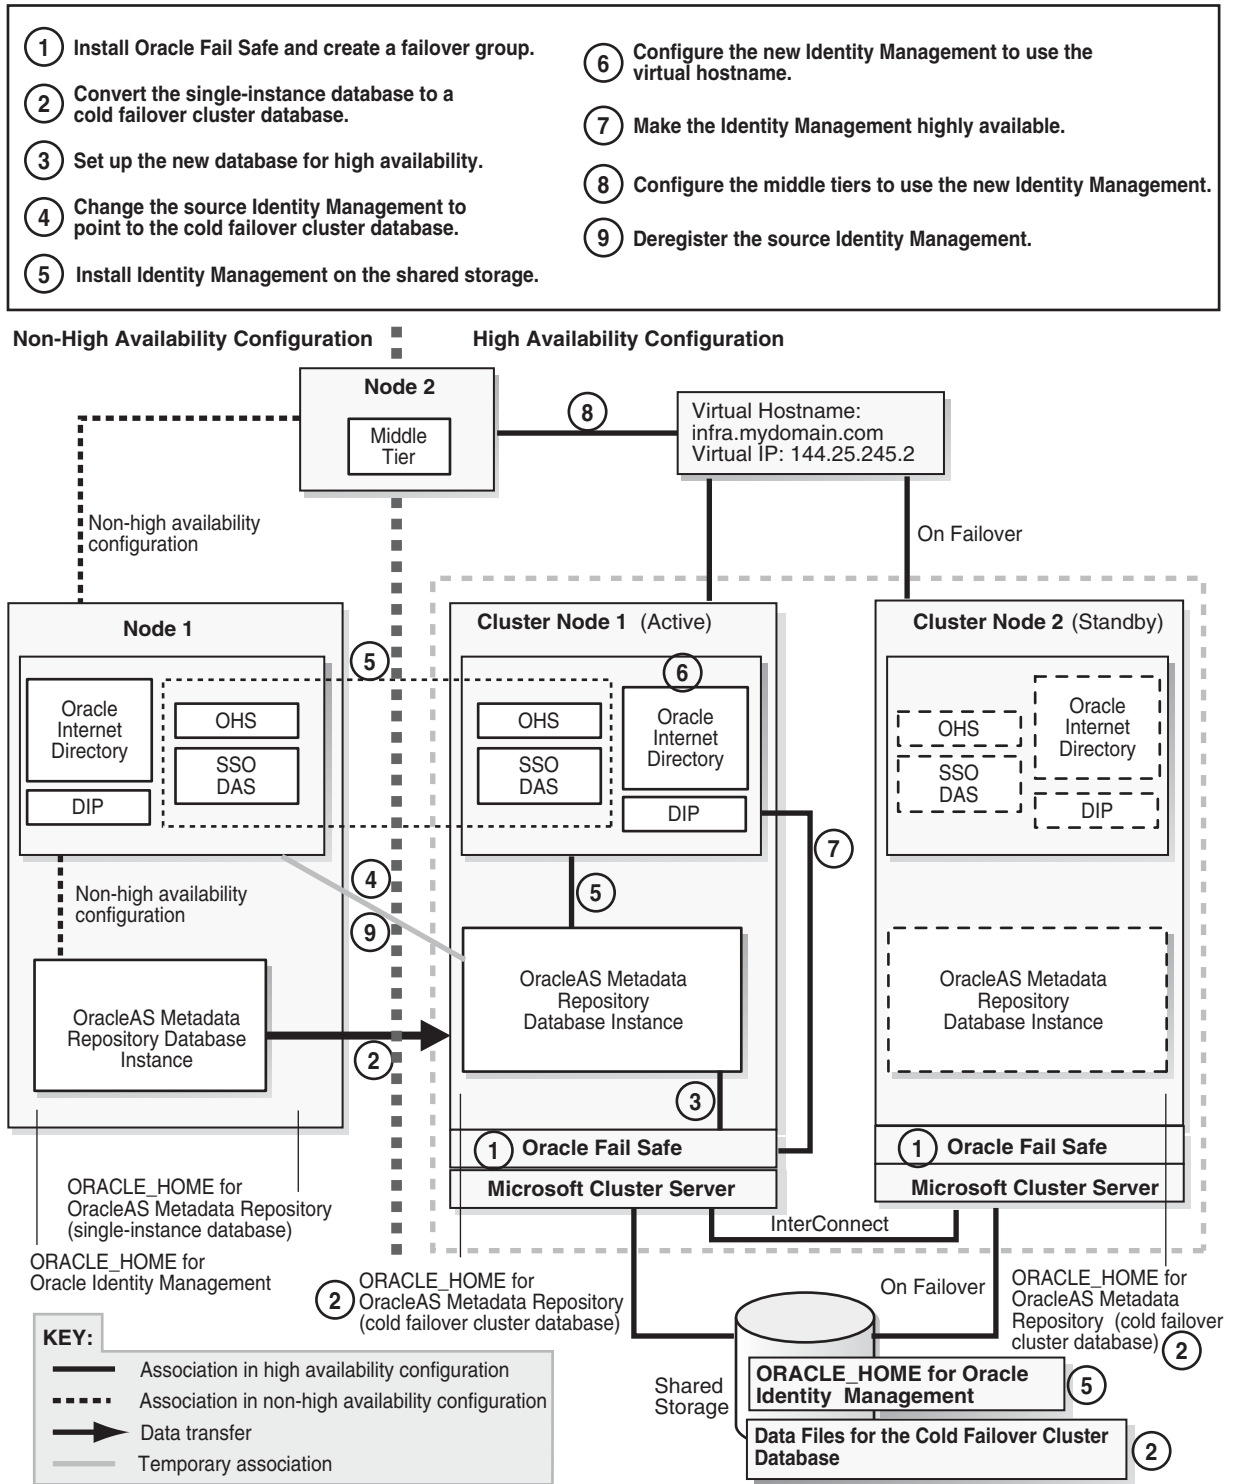 1 Install Oracle Fail Safe and create a failover group.
2 Convert the single-instance database to a
cold failover cluster database.
3 Set up the new database for high availability.
4 Change the source Identity Management to
point to the cold failover cluster database.
5 Install Identity Management on the shared storage.
6 Configure the new Identity Management to use the
virtual hostname.
7 Make the Identity Management highly available.
8 Configure the middle tiers to use the new Identity Management.
9 Deregister the source Identity Management.
Non-High Availability Configuration
High Availability Configuration
Node 2
Middle
Tier
8
Virtual Hostname:
infra.mydomain.com
Virtual IP: 144.25.245.2
Non-high availability
configuration
On Failover
Node 1
Oracle
Internet
Directory
DIP
OHS
SSO
DAS
5
Cluster Node 1 (Active)
6
OHS
SSO
DAS
Oracle
Internet
Directory
DIP
7
Cluster Node 2 (Standby)
OHS
SSO
DAS
Oracle
Internet
Directory
DIP
Non-high availability
configuration
4
9
5
OracleAS Metadata
Repository Database
Instance
2
OracleAS Metadata
Repository
Database Instance
3
OracleAS Metadata
Repository
Database Instance
1 Oracle Fail Safe
Microsoft Cluster Server
1 Oracle Fail Safe
Microsoft Cluster Server
InterConnect
ORACLE_HOME for
OracleAS Metadata Repository
(single-instance database)
ORACLE_HOME for
Oracle Identity Management
2
ORACLE_HOME for
OracleAS Metadata Repository
(cold failover cluster database)
On Failover
ORACLE_HOME for
OracleAS Metadata
Repository (cold failover
cluster database)
2
Shared
Storage
ORACLE_HOME for Oracle
Identity Management
5
Data Files for the Cold Failover Cluster
Database
2
KEY:
Association in high availability configuration
Association in non-high availability configuration
Data transfer
Temporary association